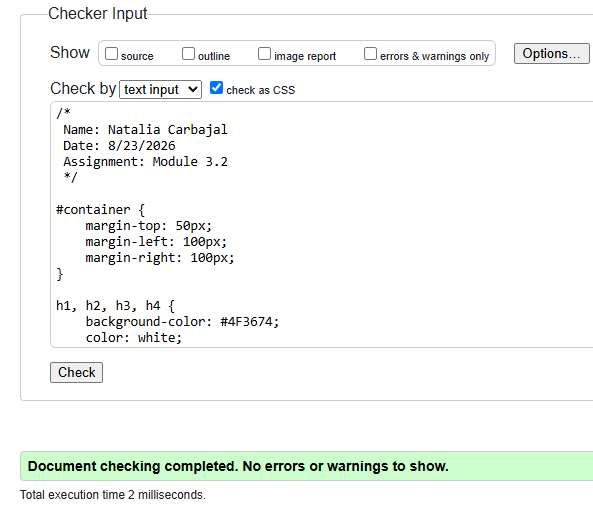 Checker Input
Show source outline image report errors & warnings only Options...
Check by text input check as CSS
/*
Name: Natalia Carbajal
Date: 8/23/2026
Assignment: Module 3.2
*/
#container {
margin-top: 50px;
margin-left: 100px;
margin-right: 100px;
}
h1, h2, h3, h4 {
background-color: #4F3674;
color: white;
Check
Document checking completed. No errors or warnings to show.
Total execution time 2 milliseconds.